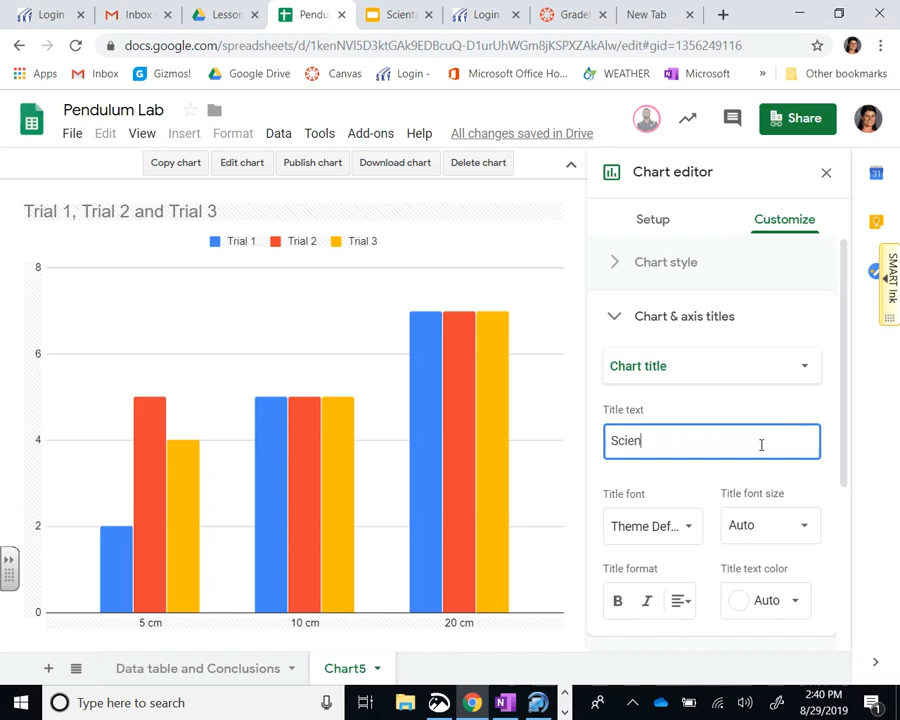 Login
Inbox
Lesson
Pendu
Scienti
Login
Gradel
New Tab
docs.google.com/spreadsheets/d/1kenNVl5D3ktGAk9EDBcuQ-D1urUhWGm8jKSPXZAkAlw/edit#gid=1356249116
Apps
Inbox
Gizmos!
Google Drive
Canvas
Login -
Microsoft Office Ho...
WEATHER
Microsoft
»
Other bookmarks
Pendulum Lab
File Edit View Insert Format Data Tools Add-ons Help All changes saved in Drive
Share
Copy chart
Edit chart
Publish chart
Download chart
Delete chart
Chart editor
Setup
Customize
Chart style
Chart & axis titles
Chart title
Title text
Scien
Title font
Title font size
Theme Def...
Auto
Title format
Title text color
B I
Auto
31
SMART Ink
Trial 1, Trial 2 and Trial 3
Trial 1
Trial 2
Trial 3
8
6
4
2
0
5 cm
10 cm
20 cm
Data table and Conclusions
Chart5
Type here to search
2:40 PM
8/29/2019
1